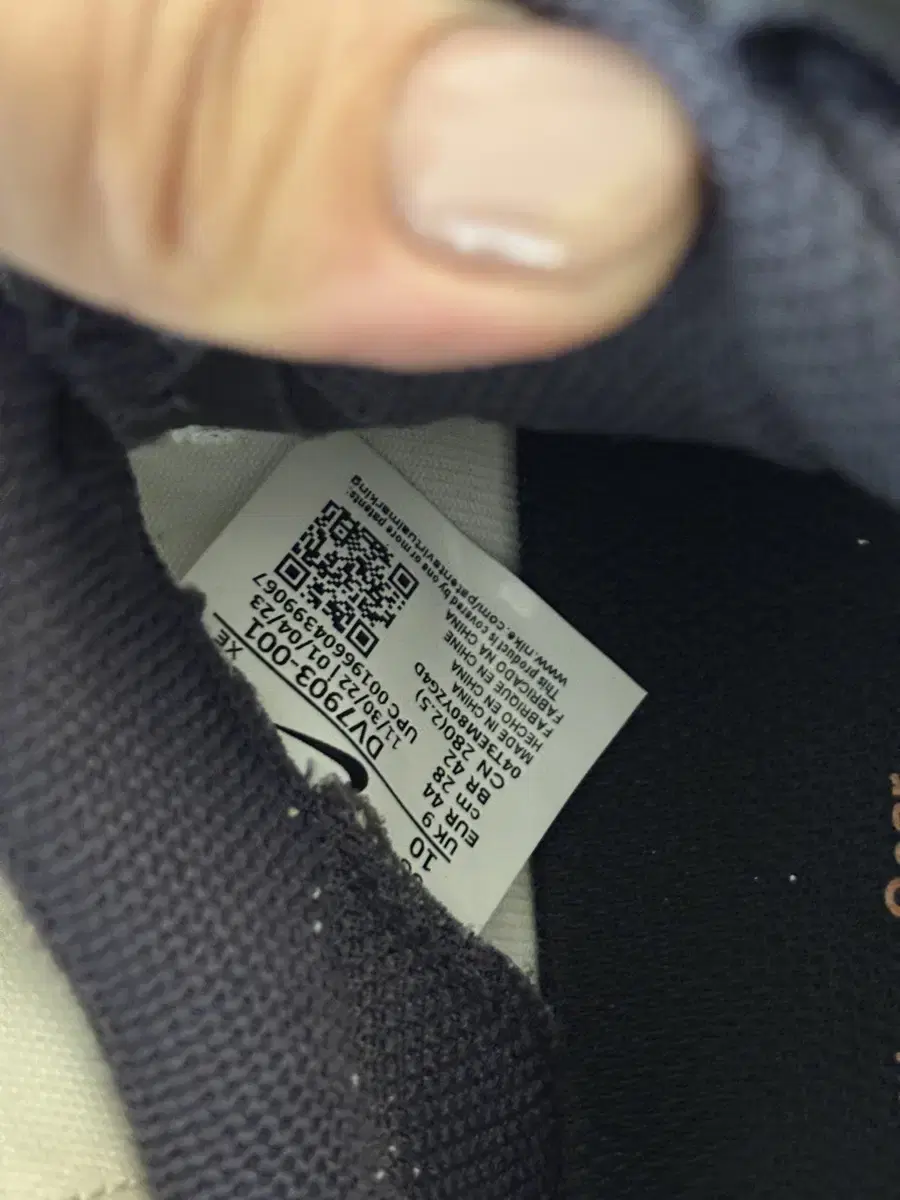 10
UK 9
EUR 44
cm 28
BR 42
CN 280(2.5)
04T3EM80YZG4D
MADE IN CHINA
HECHO EN CHINA
FABRIQUE EN CHINE
FABRICADO NA CHINA
This product is covered by one or more patents:
www.nike.com/patentsvirtualmarking
DV7903-001
11/30/22 | 01/04/23
UPC 00196604399067
XLE